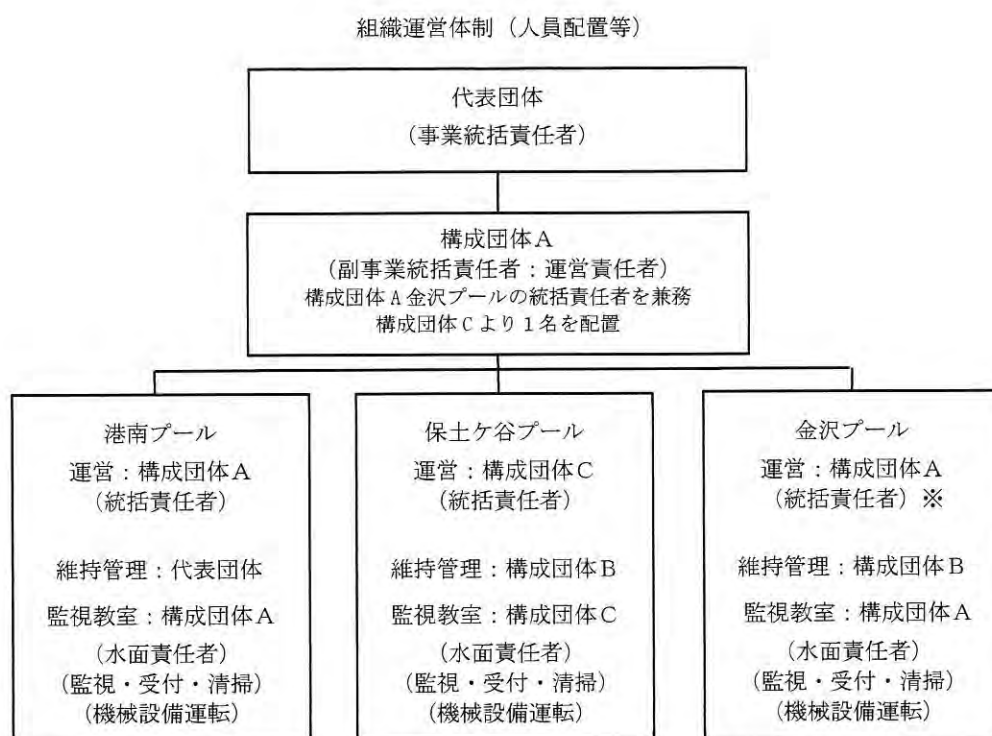 組織運営体制（人員配置等）
代表団体
（事業統括責任者）
構成団体A
（副事業統括責任者：運営責任者）
構成団体A金沢プールの統括責任者を兼務
構成団体Cより1名を配置
港南プール
運営：構成団体A
（統括責任者）
維持管理：代表団体
監視教室：構成団体A
（水面責任者）
（監視・受付・清掃）
（機械設備運転）
保土ケ谷プール
運営：構成団体C
（統括責任者）
維持管理：構成団体B
監視教室：構成団体C
（水面責任者）
（監視・受付・清掃）
（機械設備運転）
金沢プール
運営：構成団体A
（統括責任者）※
維持管理：構成団体B
監視教室：構成団体A
（水面責任者）
（監視・受付・清掃）
（機械設備運転）